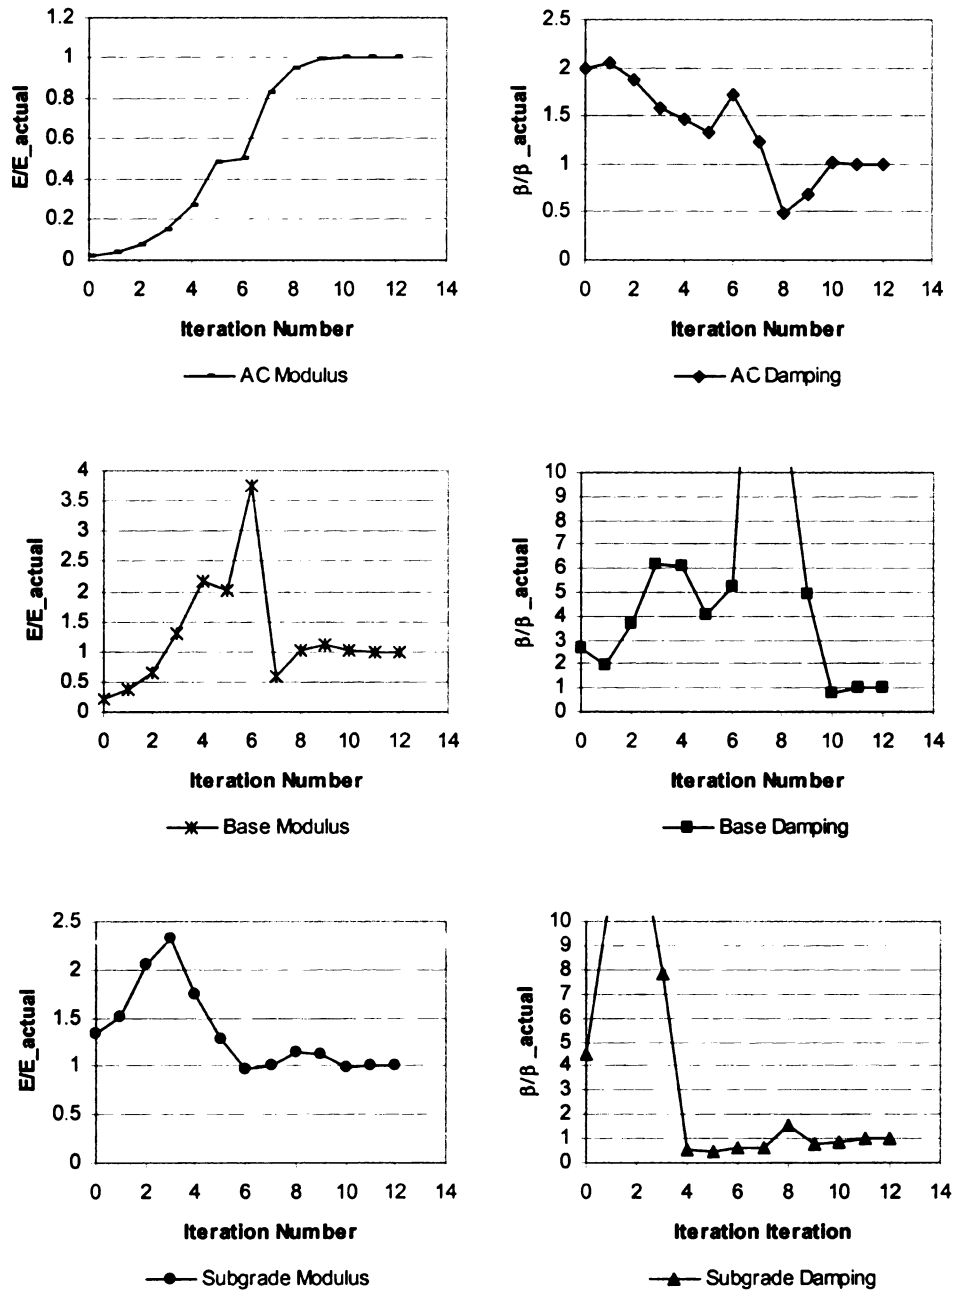 1.2
1
0.8
0.6
0.4
0.2
0
E/E_actual
0 2 4 6 8 10 12 14
Iteration Number
AC Modulus
2.5
2
1.5
1
0.5
0
β/β _actual
0 2 4 6 8 10 12 14
Iteration Number
AC Damping
4
3.5
3
2.5
2
1.5
1
0.5
0
E/E_actual
0 2 4 6 8 10 12 14
Iteration Number
Base Modulus
10
9
8
7
6
5
4
3
2
1
0
β/β _actual
0 2 4 6 8 10 12 14
Iteration Number
Base Damping
2.5
2
1.5
1
0.5
0
E/E_actual
0 2 4 6 8 10 12 14
Iteration Number
Subgrade Modulus
10
9
8
7
6
5
4
3
2
1
0
β/β _actual
0 2 4 6 8 10 12 14
Iteration Iteration
Subgrade Damping